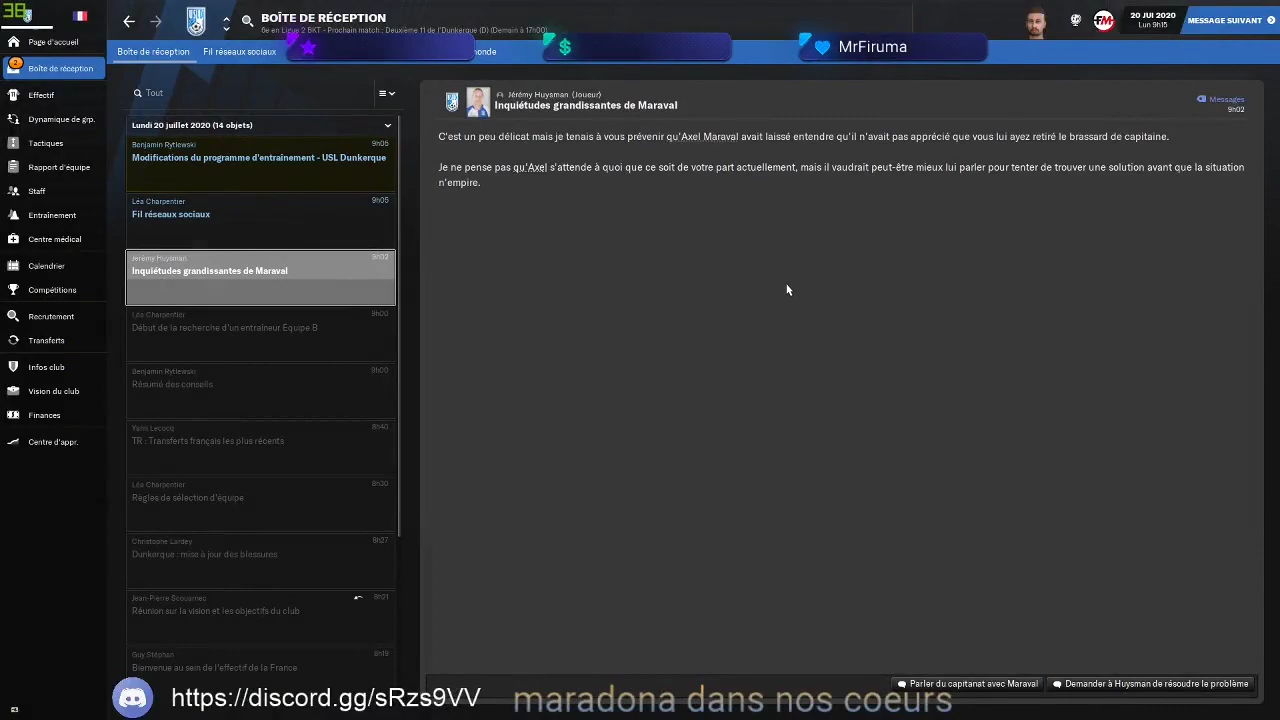 38
BOÎTE DE RÉCEPTION
6e en Ligue 2 BKT - Prochain match : Deuxième 11 de l'Dunkerque (D) (Demain à 17h00)
20 JUI 2020
Lun 9h15
MESSAGE SUIVANT
FM
Page d'accueil
2
Boîte de réception
Effectif
Dynamique de grp.
Tactiques
Rapport d'équipe
Staff
Entraînement
Centre médical
Calendrier
Compétitions
Recrutement
Transferts
Infos club
Vision du club
Finances
Centre d'appr.
Boîte de réception
Fil réseaux sociaux
onde
MrFiruma
Tout
Lundi 20 juillet 2020 (14 objets)
Benjamin Rytlewski 9h05
Modifications du programme d'entraînement - USL Dunkerque
Léa Charpentier 9h05
Fil réseaux sociaux
Jérémy Huysman 9h02
Inquiétudes grandissantes de Maraval
Léa Charpentier 9h00
Début de la recherche d'un entraîneur Équipe B
Benjamin Rytlewski 9h00
Résumé des conseils
Yann Lecocq 8h40
TR : Transferts français les plus récents
Léa Charpentier 8h30
Règles de sélection d'équipe
Christophe Lardey 8h27
Dunkerque : mise à jour des blessures
Jean-Pierre Scouarnec 8h21
Réunion sur la vision et les objectifs du club
Guy Stéphan 8h19
Bienvenue au sein de l'effectif de la France
Jérémy Huysman (Joueur)
Inquiétudes grandissantes de Maraval
Messages
9h02
C'est un peu délicat mais je tenais à vous prévenir qu'Axel Maraval avait laissé entendre qu'il n'avait pas apprécié que vous lui ayez retiré le brassard de capitaine.
Je ne pense pas qu'Axel s'attende à quoi que ce soit de votre part actuellement, mais il vaudrait peut-être mieux lui parler pour tenter de trouver une solution avant que la situation
n'empire.
Parler du capitanat avec Maraval
Demander à Huysman de résoudre le problème
https://discord.gg/sRzs9VV
maradona dans nos coeurs